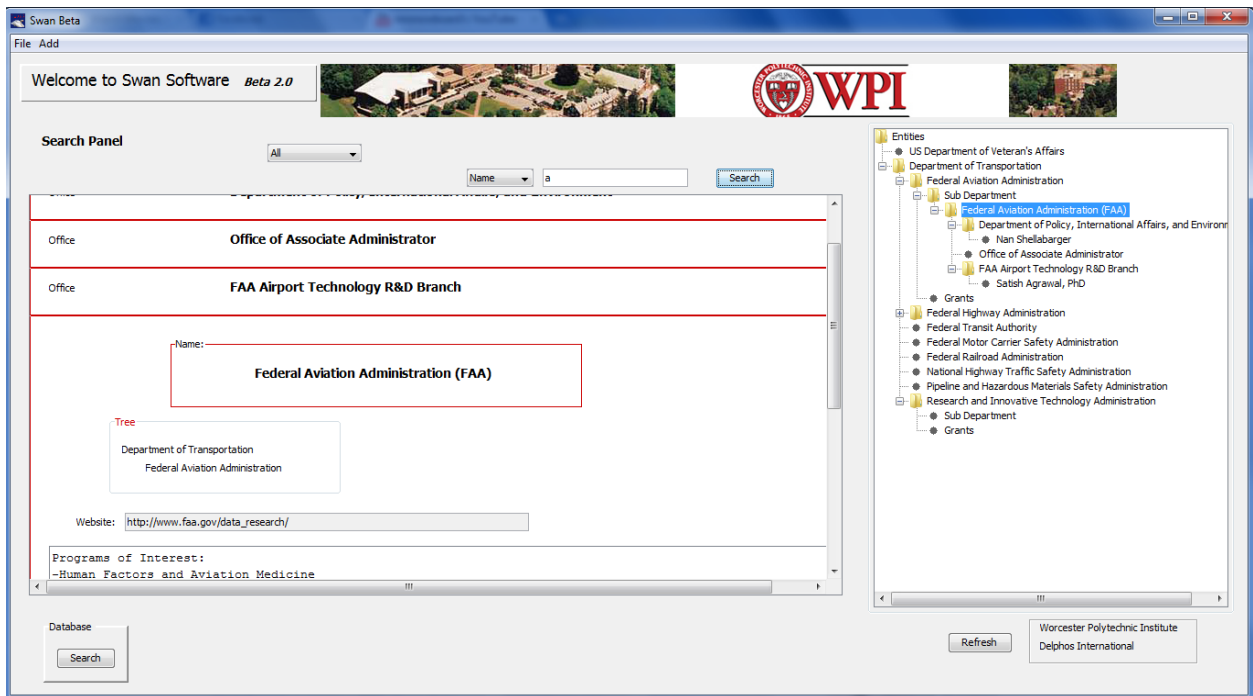 Swan Beta
File Add
Welcome to Swan Software Beta 2.0
WPI
Search Panel
All
Name
a
Search
Office
Office of Associate Administrator
Office
FAA Airport Technology R&D Branch
Name:
Federal Aviation Administration (FAA)
Tree
Department of Transportation
Federal Aviation Administration
Website: http://www.faa.gov/data_research/
Programs of Interest:
-Human Factors and Aviation Medicine
Database
Search
Entities
US Department of Veteran's Affairs
Department of Transportation
Federal Aviation Administration
Sub Department
Federal Aviation Administration (FAA)
Department of Policy, International Affairs, and Environr
Nan Shellabarger
Office of Associate Administrator
FAA Airport Technology R&D Branch
Satish Agrawal, PhD
Grants
Federal Highway Administration
Federal Transit Authority
Federal Motor Carrier Safety Administration
Federal Railroad Administration
National Highway Traffic Safety Administration
Pipeline and Hazardous Materials Safety Administration
Research and Innovative Technology Administration
Sub Department
Grants
Refresh
Worcester Polytechnic Institute
Delphos International